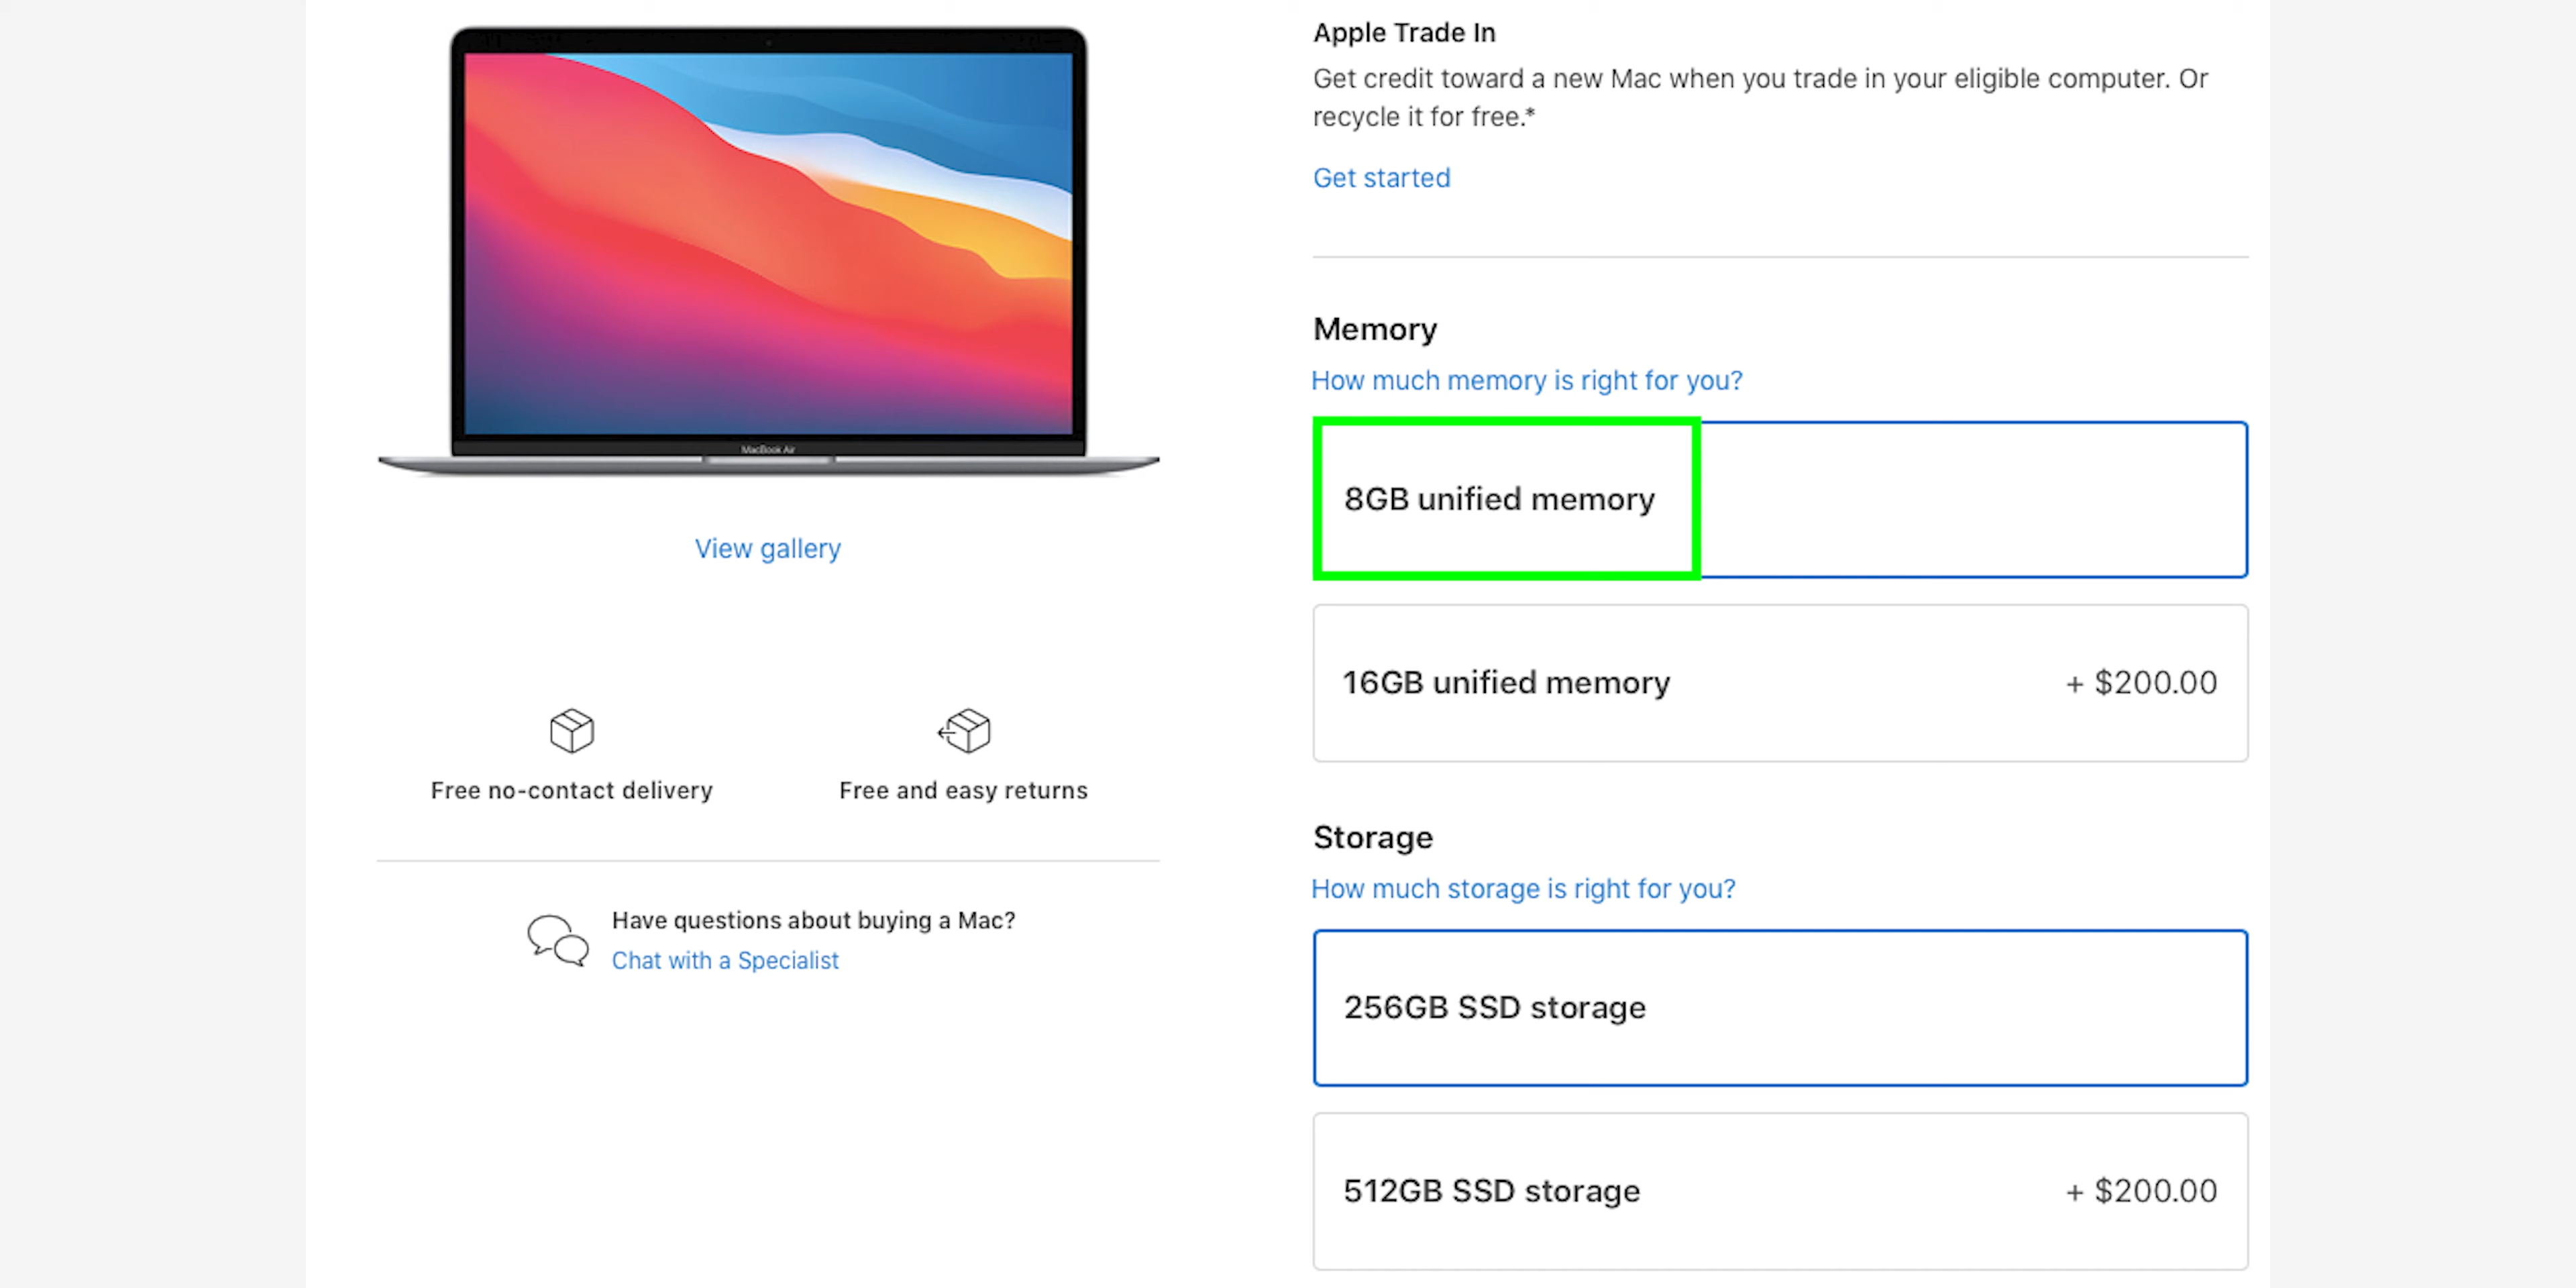 MacBook Air
View gallery
Free no-contact delivery
Free and easy returns
Have questions about buying a Mac?
Chat with a Specialist
Apple Trade In
Get credit toward a new Mac when you trade in your eligible computer. Or
recycle it for free.*
Get started
Memory
How much memory is right for you?
8GB unified memory
16GB unified memory + $200.00
Storage
How much storage is right for you?
256GB SSD storage
512GB SSD storage + $200.00